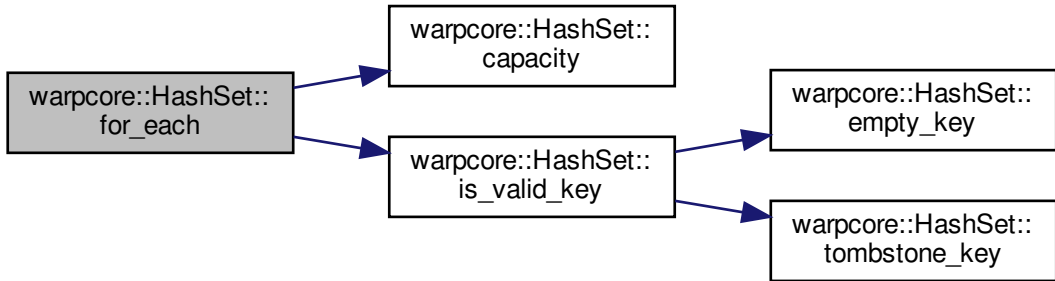 warpcore::HashSet::
for_each
warpcore::HashSet::
capacity
warpcore::HashSet::
is_valid_key
warpcore::HashSet::
empty_key
warpcore::HashSet::
tombstone_key